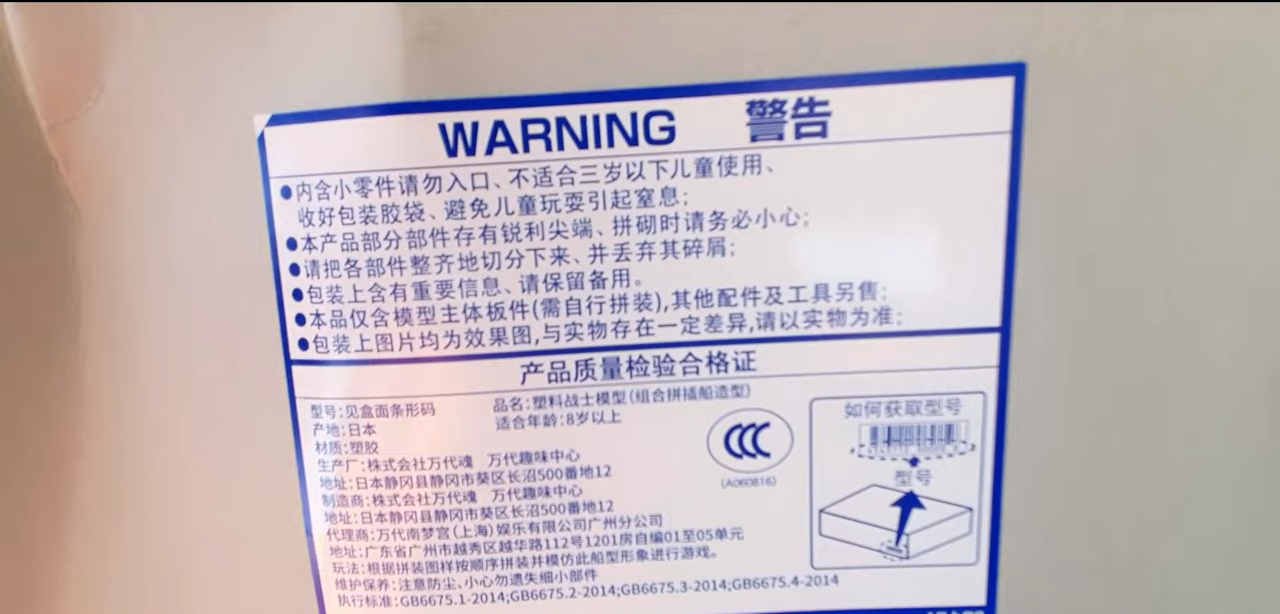 WARNING 警告
●内含小零件请勿入口、不适合三岁以下儿童使用、
收好包装胶袋、避免儿童玩耍引起窒息;
●本产品部分部件存有锐利尖端、拼砌时请务必小心;
●请把各部件整齐地切分下来、并丢弃其碎屑;
●包装上含有重要信息、请保留备用。
●本品仅含模型主体板件(需自行拼装),其他配件及工具另售;
●包装上图片均为效果图,与实物存在一定差异,请以实物为准;
产品质量检验合格证
型号:见盒面条形码
品名:塑料战士模型(组合拼插船造型)
产地:日本
适合年龄:8岁以上
材质:塑胶
生产厂:株式会社万代魂 万代趣味中心
地址:日本静冈县静冈市葵区长沼500番地12
制造商:株式会社万代魂 万代趣味中心
地址:日本静冈县静冈市葵区长沼500番地12
代理商:万代南梦宫(上海)娱乐有限公司广州分公司
地址:广东省广州市越秀区越华路112号1201房自编01至05单元
玩法:根据拼装图样按顺序拼装并模仿此船型形象进行游戏。
维护保养:注意防尘、小心勿遗失细小部件
执行标准:GB6675.1-2014;GB6675.2-2014;GB6675.3-2014;GB6675.4-2014
CCC
(A060816)
如何获取型号
型号